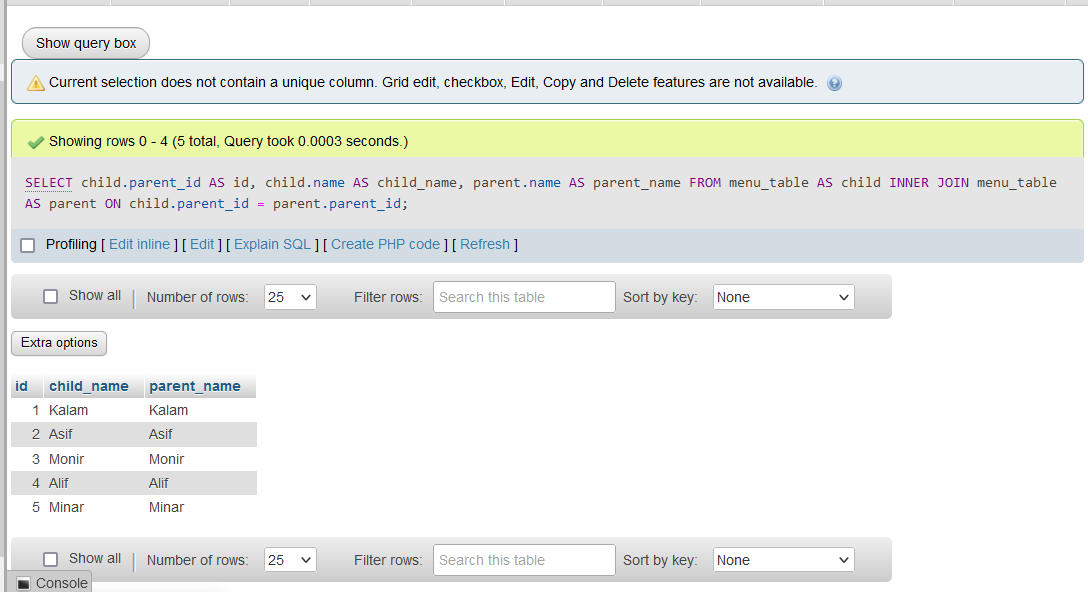 Show query box
Current selection does not contain a unique column. Grid edit, checkbox, Edit, Copy and Delete features are not available.
Showing rows 0 - 4 (5 total, Query took 0.0003 seconds.)
SELECT child.parent_id AS id, child.name AS child_name, parent.name AS parent_name FROM menu_table AS child INNER JOIN menu_table
AS parent ON child.parent_id = parent.parent_id;
Profiling [ Edit inline ] [ Edit ] [ Explain SQL ] [ Create PHP code ] [ Refresh ]
Show all | Number of rows: 25 Filter rows: Search this table Sort by key: None
Extra options
id child_name parent_name
1 Kalam Kalam
2 Asif Asif
3 Monir Monir
4 Alif Alif
5 Minar Minar
Show all | Number of rows: 25 Filter rows: Search this table Sort by key: None
Console